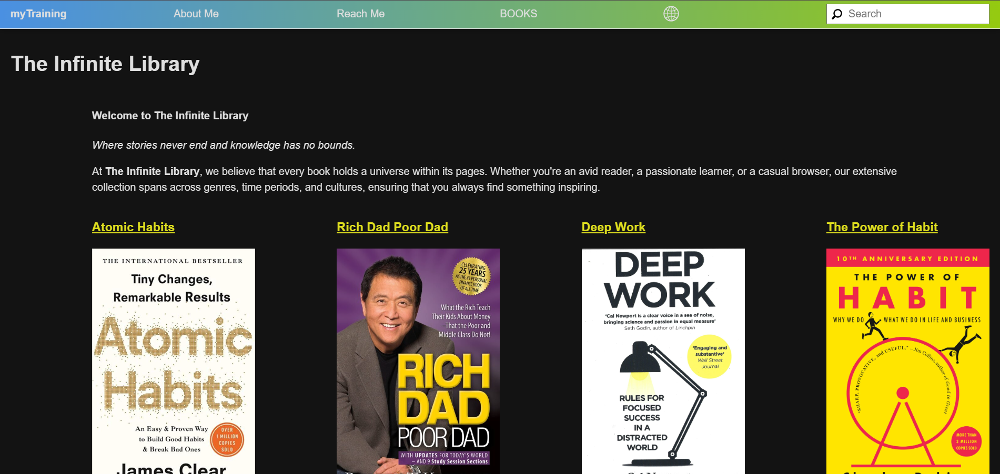 myTraining
About Me
Reach Me
BOOKS
Search
The Infinite Library
Welcome to The Infinite Library
Where stories never end and knowledge has no bounds.
At The Infinite Library, we believe that every book holds a universe within its pages. Whether you're an avid reader, a passionate learner, or a casual browser, our extensive
collection spans across genres, time periods, and cultures, ensuring that you always find something inspiring.
Atomic Habits
THE INTERNATIONAL BESTSELLER
Tiny Changes,
Remarkable Results
Atomic
Habits
An Easy & Proven Way
to Build Good Habits
& Break Bad Ones
OVER
1 MILLION
COPIES
SOLD
James Clear
Rich Dad Poor Dad
CELEBRATING
25 YEARS
AS THE #1 PERSONAL
FINANCE BOOK
OF ALL TIME
What the Rich Teach
Their Kids About Money
–That the Poor and
Middle Class Do Not!
RICH
DAD
POOR DAD
WITH UPDATES FOR TODAY'S WORLD
– AND 9 Study Session Sections
Deep Work
DEEP
WORK
'Cal Newport is a clear voice in a sea of noise,
bringing science and passion in equal measure'
Seth Godin, author of Linchpin
'Engaging and
substantive'
Wall Street
Journal
RULES FOR
FOCUSED
SUCCESS
IN A
DISTRACTED
WORLD
The Power of Habit
10TH ANNIVERSARY EDITION
THE POWER OF
HABIT
WHY WE DO WHAT WE DO IN LIFE AND BUSINESS
"SHARP, PROVOCATIVE, and USEFUL." —Jim Collins, author of Good to Great
MORE THAN
3 MILLION
COPIES SOLD